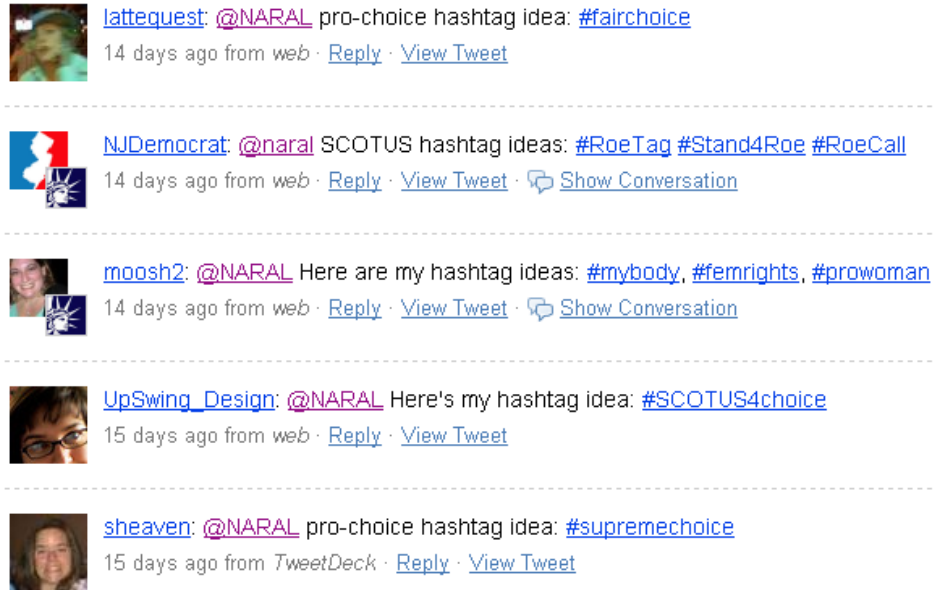 lattequest: @NARAL pro-choice hashtag idea: #fairchoice
14 days ago from web · Reply · View Tweet
NJDemocrat: @naral SCOTUS hashtag ideas: #RoeTag #Stand4Roe #RoeCall
14 days ago from web · Reply · View Tweet · Show Conversation
moosh2: @NARAL Here are my hashtag ideas: #mybody, #femrights, #prowoman
14 days ago from web · Reply · View Tweet · Show Conversation
UpSwing_Design: @NARAL Here's my hashtag idea: #SCOTUS4choice
15 days ago from web · Reply · View Tweet
sheaven: @NARAL pro-choice hashtag idea: #supremechoice
15 days ago from TweetDeck · Reply · View Tweet